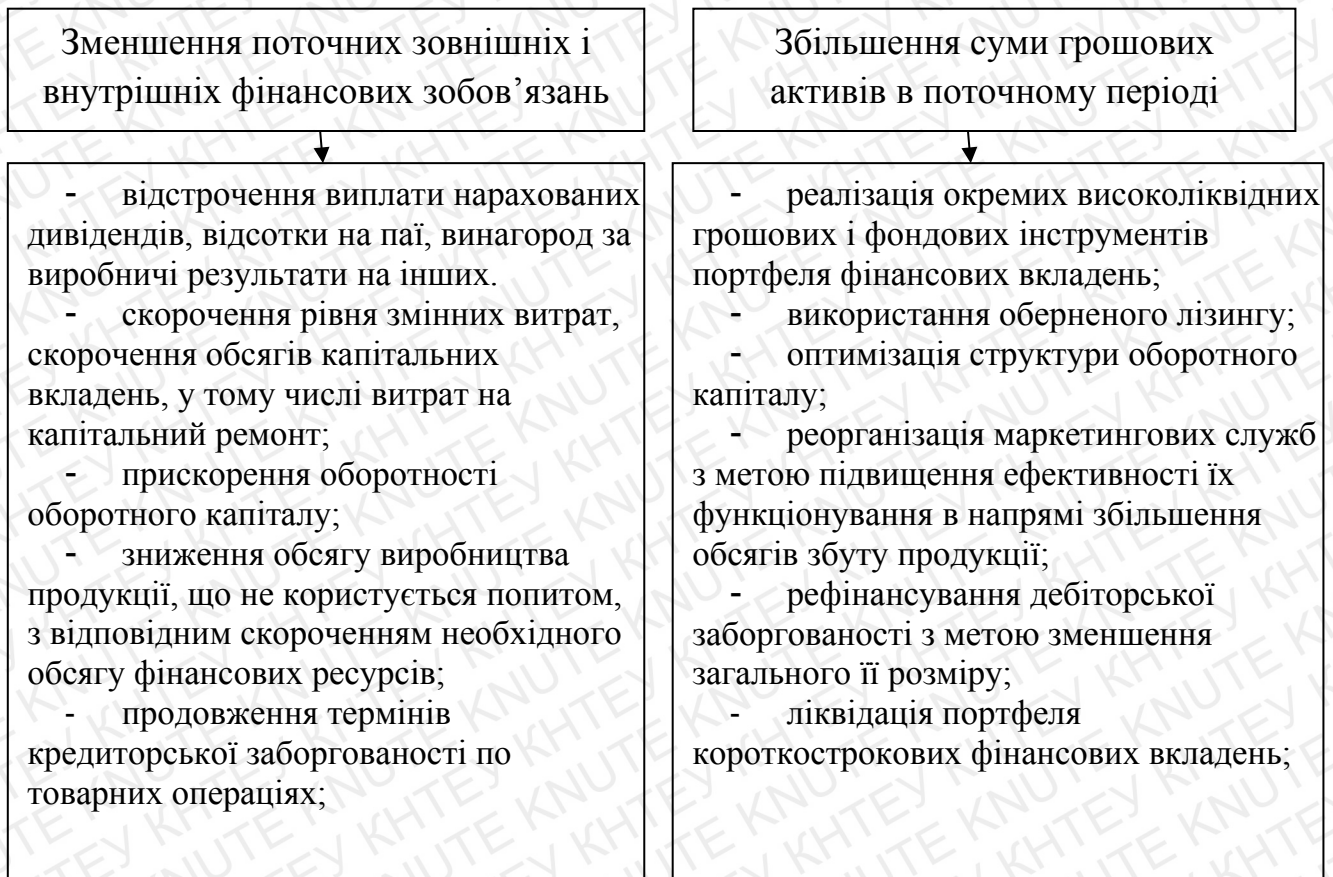 Зменшення поточних зовнішніх і
внутрішніх фінансових зобов’язань
- відстрочення виплати нарахованих
дивідендів, відсотки на паї, винагород за
виробничі результати на інших.
- скорочення рівня змінних витрат,
скорочення обсягів капітальних
вкладень, у тому числі витрат на
капітальний ремонт;
- прискорення оборотності
оборотного капіталу;
- зниження обсягу виробництва
продукції, що не користується попитом,
з відповідним скороченням необхідного
обсягу фінансових ресурсів;
- продовження термінів
кредиторської заборгованості по
товарних операціях;
Збільшення суми грошових
активів в поточному періоді
- реалізація окремих високоліквідних
грошових і фондових інструментів
портфеля фінансових вкладень;
- використання оберненого лізингу;
- оптимізація структури оборотного
капіталу;
- реорганізація маркетингових служб
з метою підвищення ефективності їх
функціонування в напрямі збільшення
обсягів збуту продукції;
- рефінансування дебіторської
заборгованості з метою зменшення
загального її розміру;
- ліквідація портфеля
короткострокових фінансових вкладень;